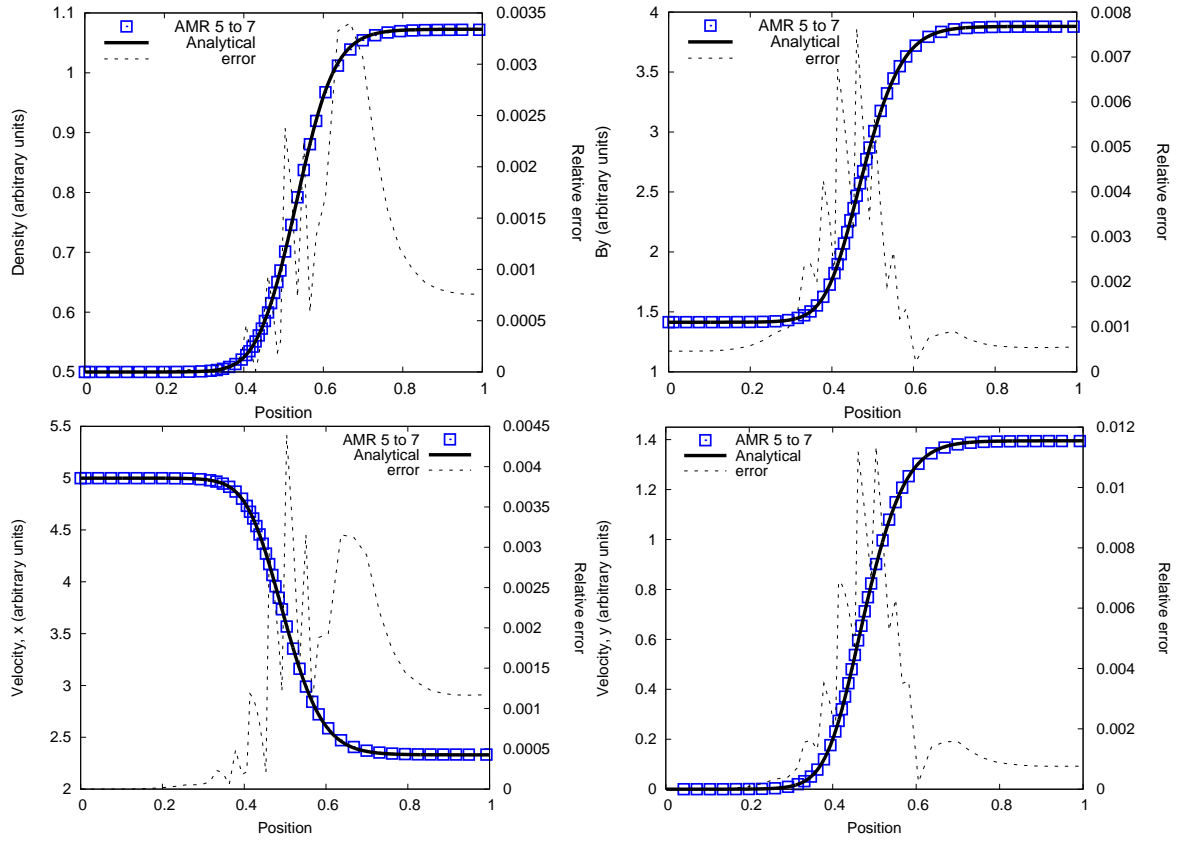 AMR 5 to 7
Analytical
error
Density (arbitrary units)
1.1
1
0.9
0.8
0.7
0.6
0.5
0.0035
0.003
0.0025
0.002
0.0015
0.001
0.0005
0
Relative error
0 0.2 0.4 0.6 0.8 1
Position
AMR 5 to 7
Analytical
error
By (arbitrary units)
4
3.5
3
2.5
2
1.5
1
0.008
0.007
0.006
0.005
0.004
0.003
0.002
0.001
0
Relative error
0 0.2 0.4 0.6 0.8 1
Position
AMR 5 to 7
Analytical
error
Velocity, x (arbitrary units)
5.5
5
4.5
4
3.5
3
2.5
2
0.0045
0.004
0.0035
0.003
0.0025
0.002
0.0015
0.001
0.0005
0
Relative error
0 0.2 0.4 0.6 0.8 1
Position
AMR 5 to 7
Analytical
error
Velocity, y (arbitrary units)
1.4
1.2
1
0.8
0.6
0.4
0.2
0
0.012
0.01
0.008
0.006
0.004
0.002
0
Relative error
0 0.2 0.4 0.6 0.8 1
Position